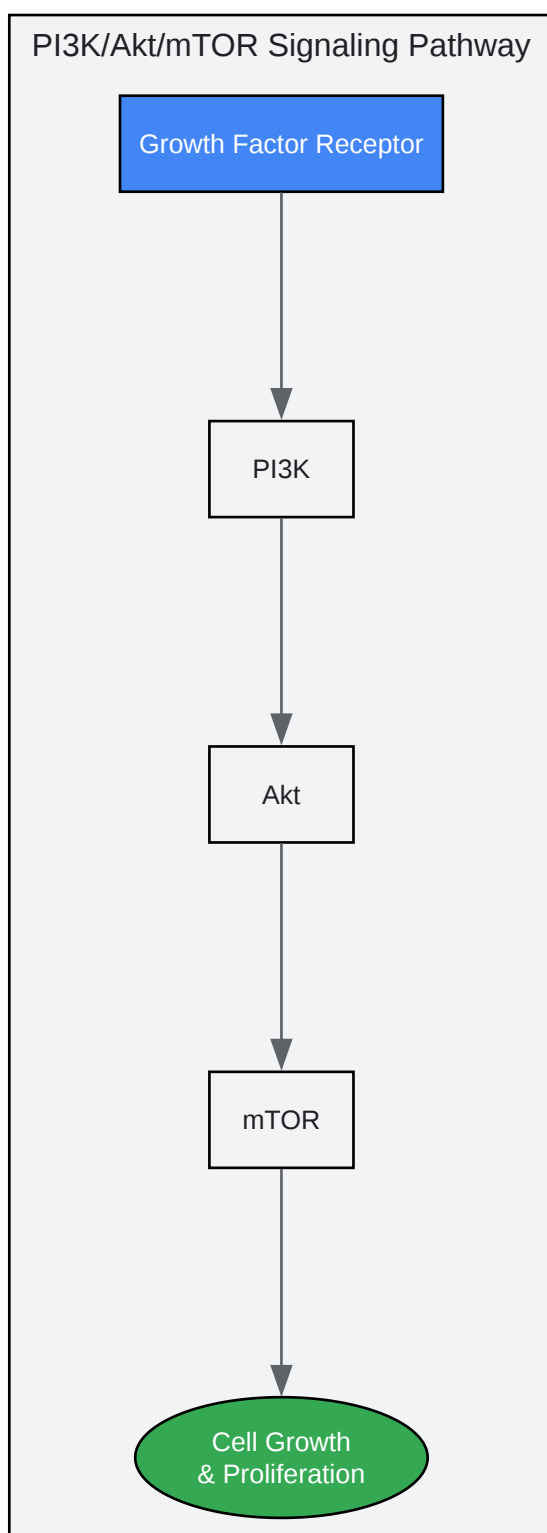 PI3K/Akt/mTOR Signaling Pathway
Growth Factor Receptor
PI3K
Akt
mTOR
Cell Growth
& Proliferation